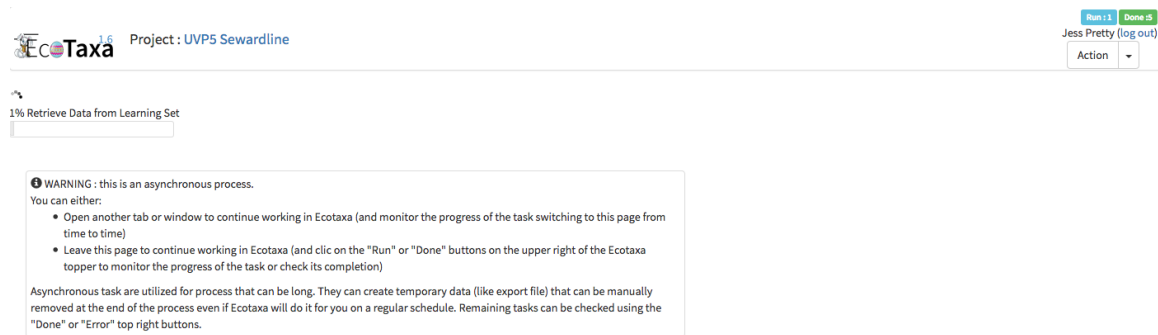 Run : 1 Done :5
EcoTaxa 1.6 Project : UVP5 Sewardline
Jess Pretty (log out)
Action
1% Retrieve Data from Learning Set
WARNING : this is an asynchronous process.
You can either:
Open another tab or window to continue working in Ecotaxa (and monitor the progress of the task switching to this page from
time to time)
Leave this page to continue working in Ecotaxa (and clic on the "Run" or "Done" buttons on the upper right of the Ecotaxa
topper to monitor the progress of the task or check its completion)
Asynchronous task are utilized for process that can be long. They can create temporary data (like export file) that can be manually
removed at the end of the process even if Ecotaxa will do it for you on a regular schedule. Remaining tasks can be checked using the
"Done" or "Error" top right buttons.